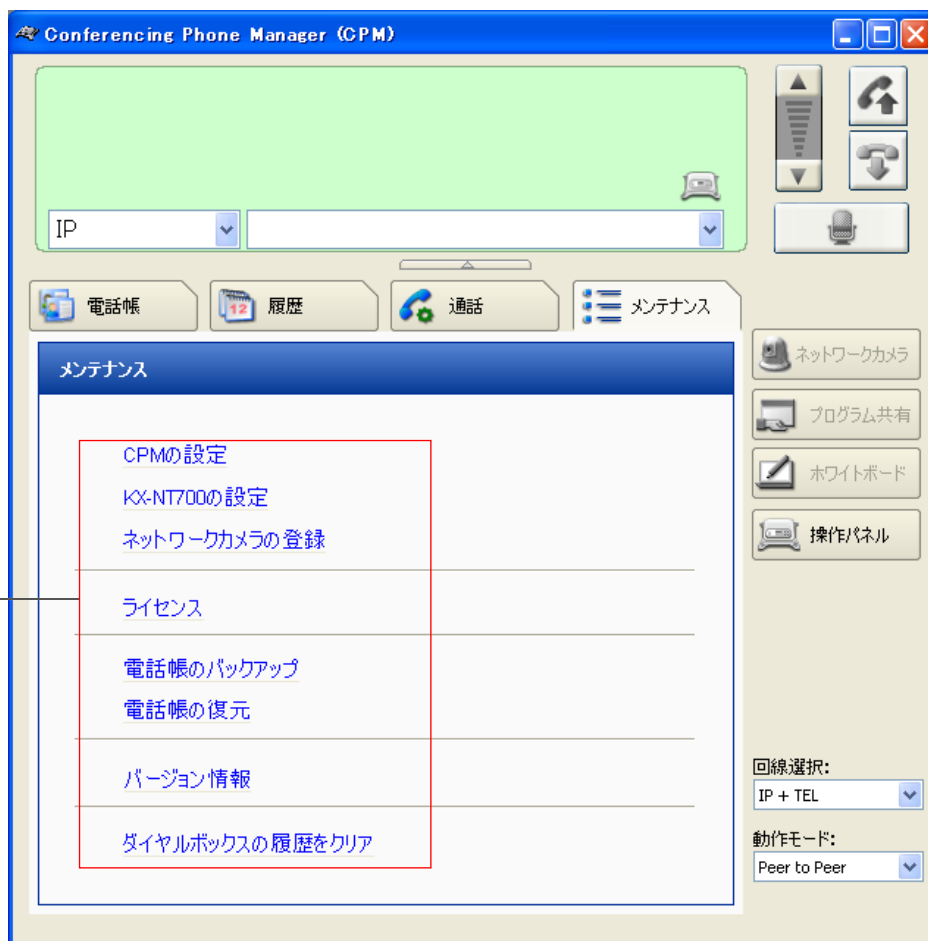 Conferencing Phone Manager (CPM)
IP
電話帳
履歴
12
通話
メンテナンス
メンテナンス
CPMの設定
KX-NT700の設定
ネットワークカメラの登録
ライセンス
電話帳のバックアップ
電話帳の復元
バージョン情報
ダイヤルボックスの履歴をクリア
ネットワークカメラ
プログラム共有
ホワイトボード
操作パネル
回線選択:
IP + TEL
動作モード:
Peer to Peer